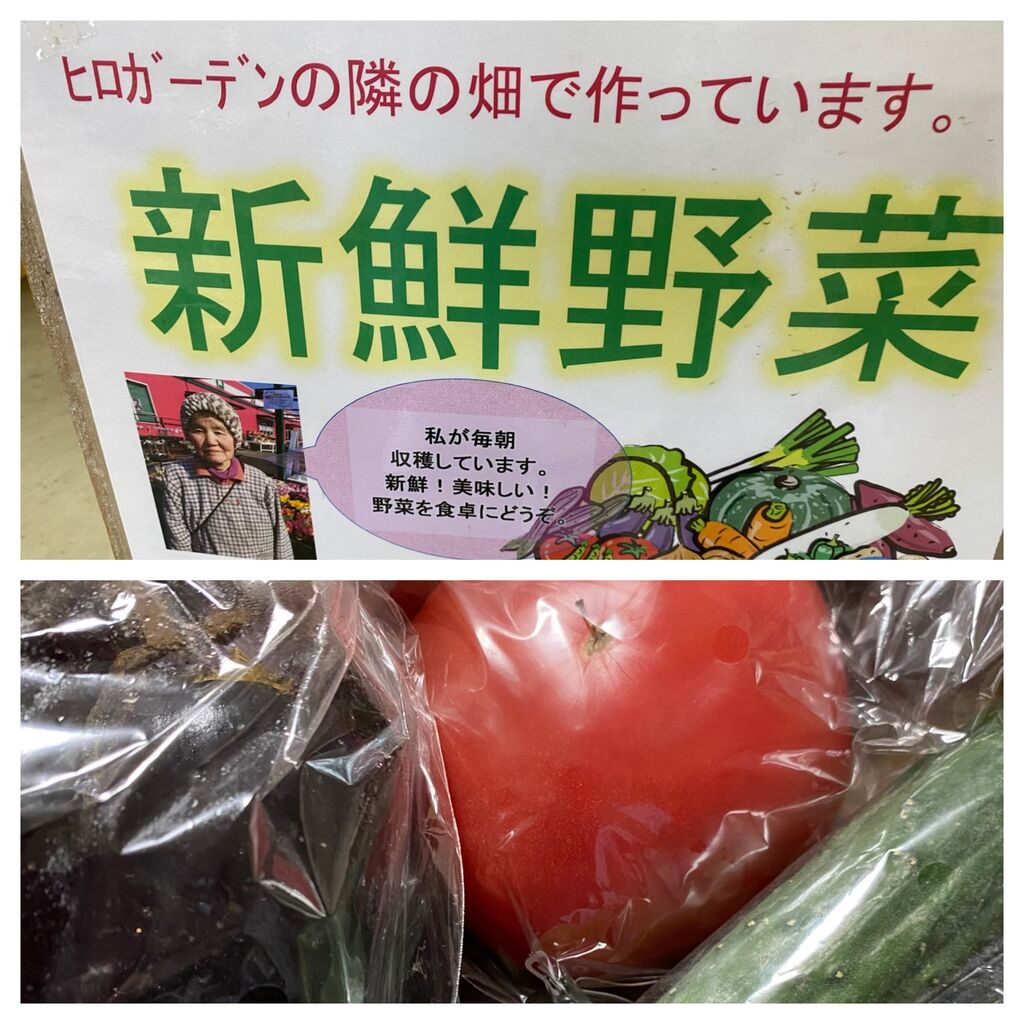 ヒロガーデンの隣の畑で作っています。
新鮮野菜
私が毎朝
収穫しています。
新鮮！美味しい！
野菜を食卓にどうぞ。